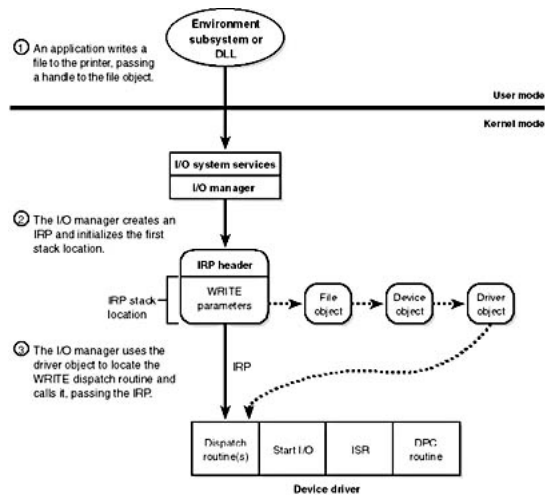 Environment
subsystem or
DLL
① An application writes a
file to the printer, passing
a handle to the file object.
User mode
Kernel mode
I/O system services
I/O manager
② The I/O manager creates an
IRP and initializes the first
stack location.
IRP header
IRP stack
location
WRITE
parameters
File
object
Device
object
Driver
object
③ The I/O manager uses the
driver object to locate the
WRITE dispatch routine and
calls it, passing the IRP.
IRP
Dispatch
routine(s)
Start I/O
ISR
DPC
routine
Device driver